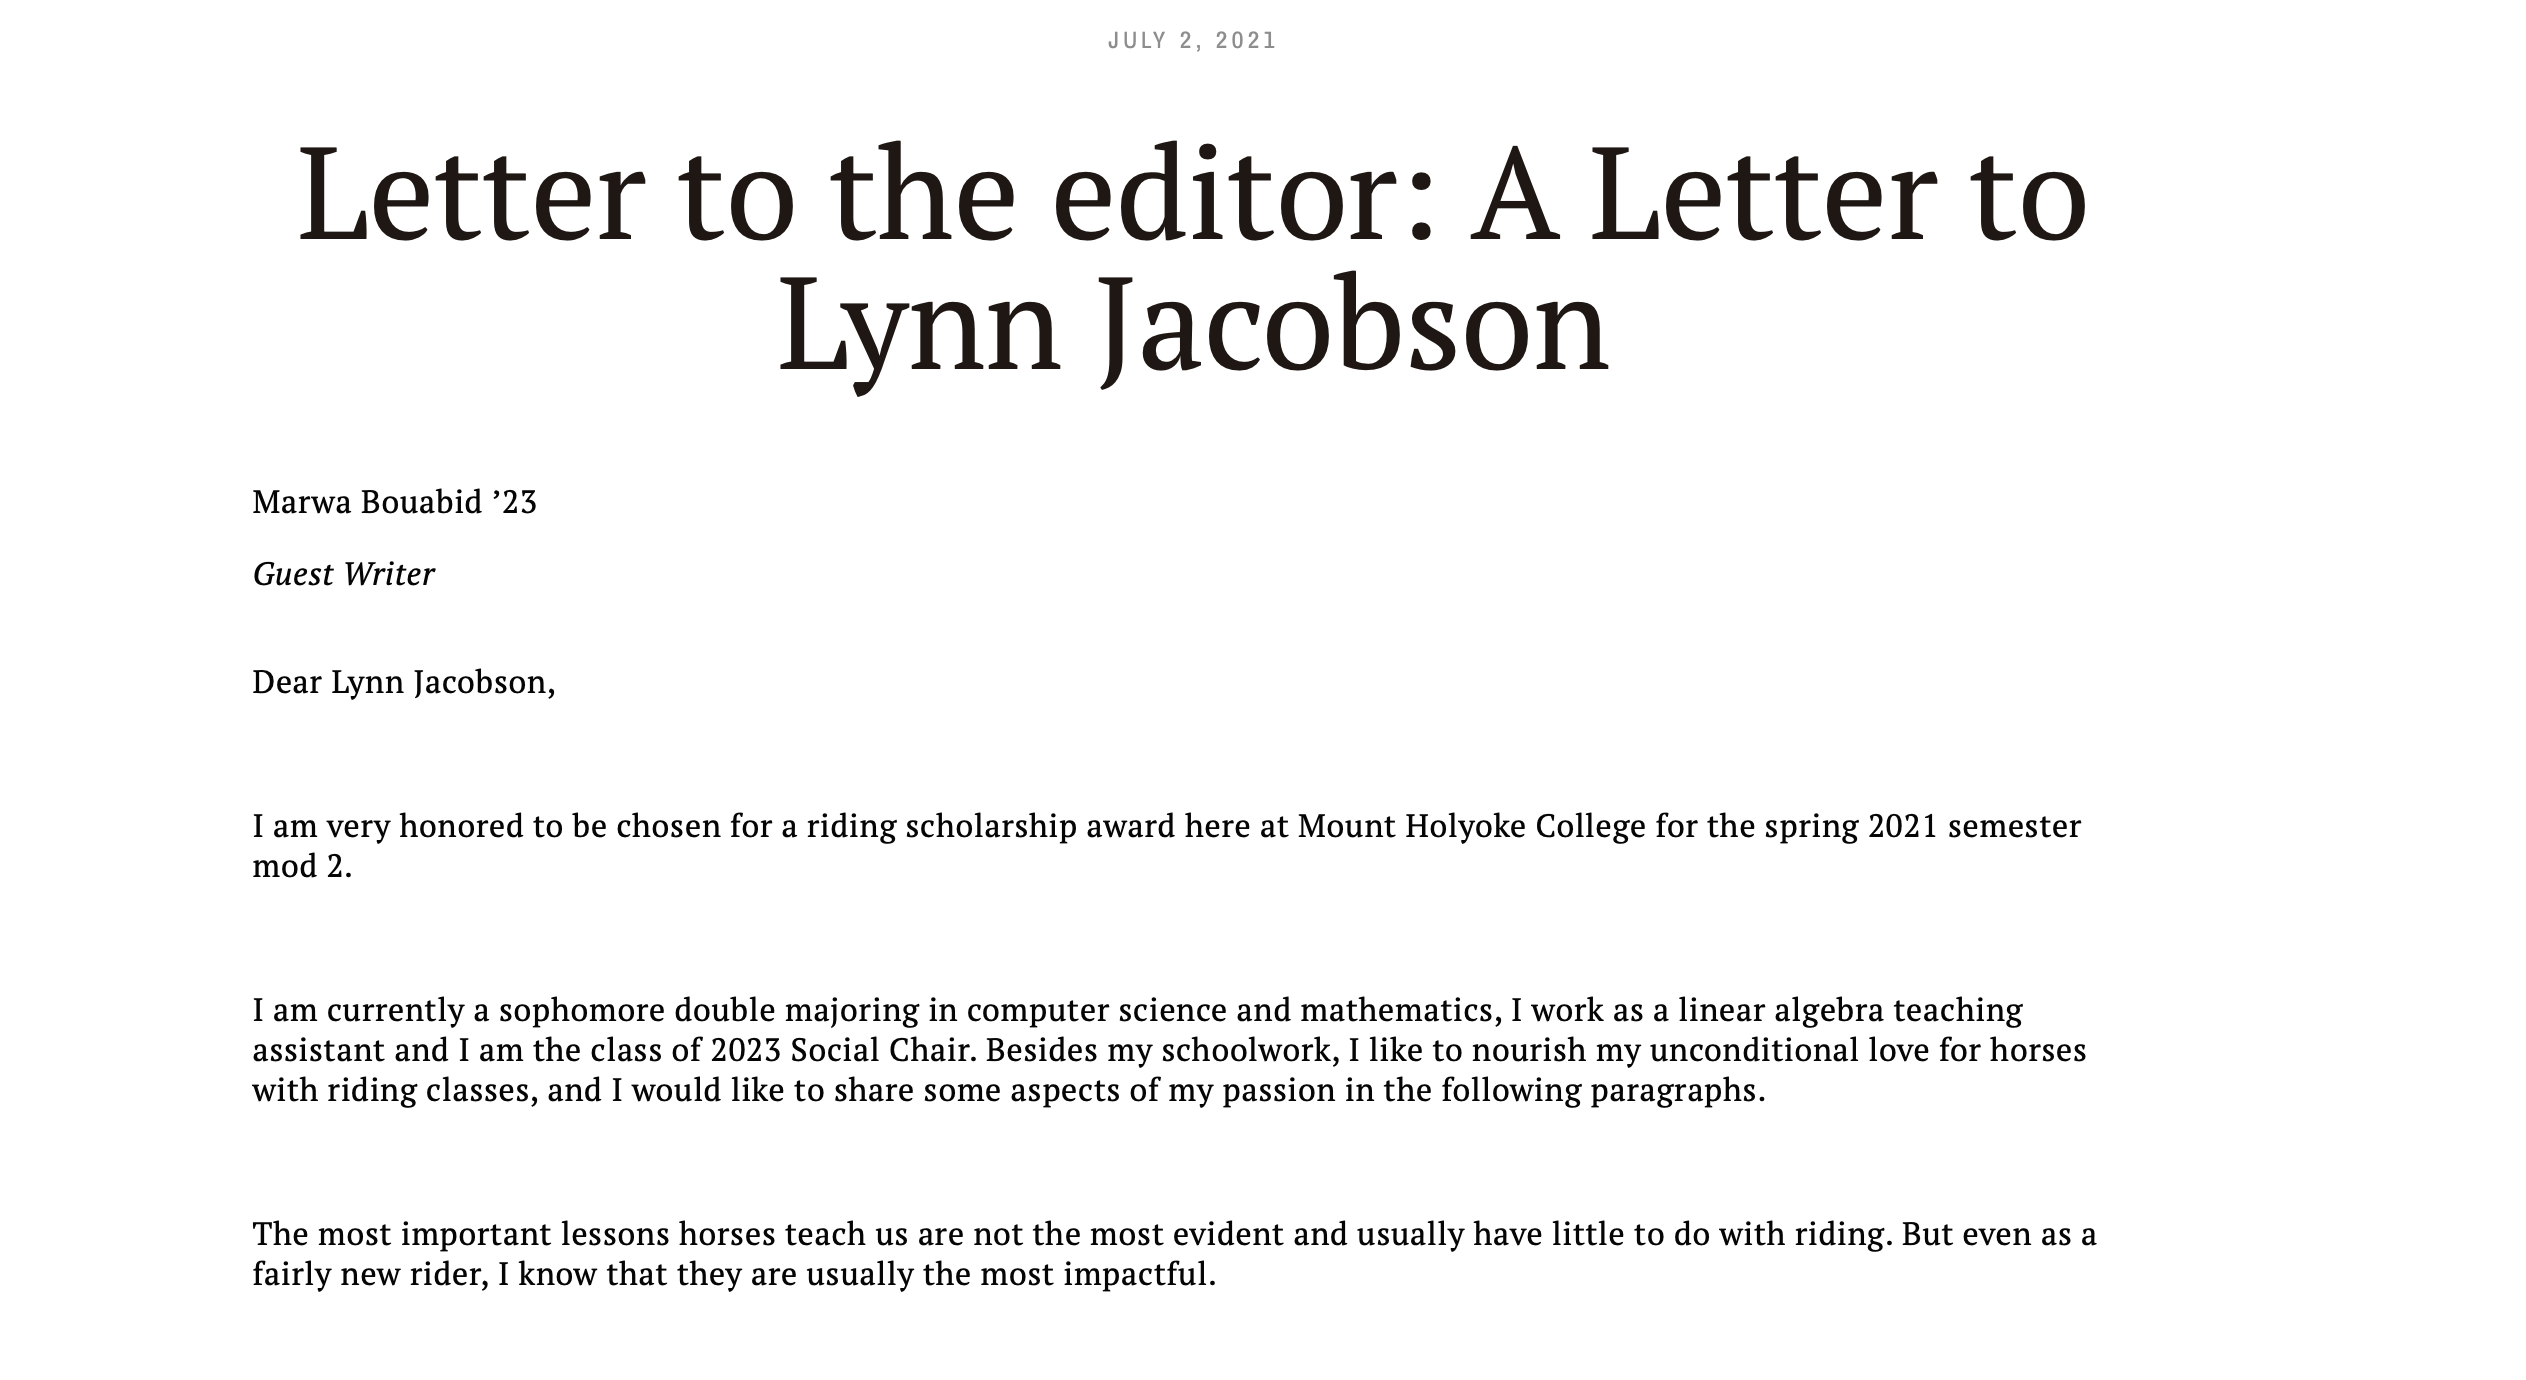 JULY 2, 2021
Letter to the editor: A Letter to
Lynn Jacobson
Marwa Bouabid ’23
Guest Writer
Dear Lynn Jacobson,
I am very honored to be chosen for a riding scholarship award here at Mount Holyoke College for the spring 2021 semester
mod 2.
I am currently a sophomore double majoring in computer science and mathematics, I work as a linear algebra teaching
assistant and I am the class of 2023 Social Chair. Besides my schoolwork, I like to nourish my unconditional love for horses
with riding classes, and I would like to share some aspects of my passion in the following paragraphs.
The most important lessons horses teach us are not the most evident and usually have little to do with riding. But even as a
fairly new rider, I know that they are usually the most impactful.